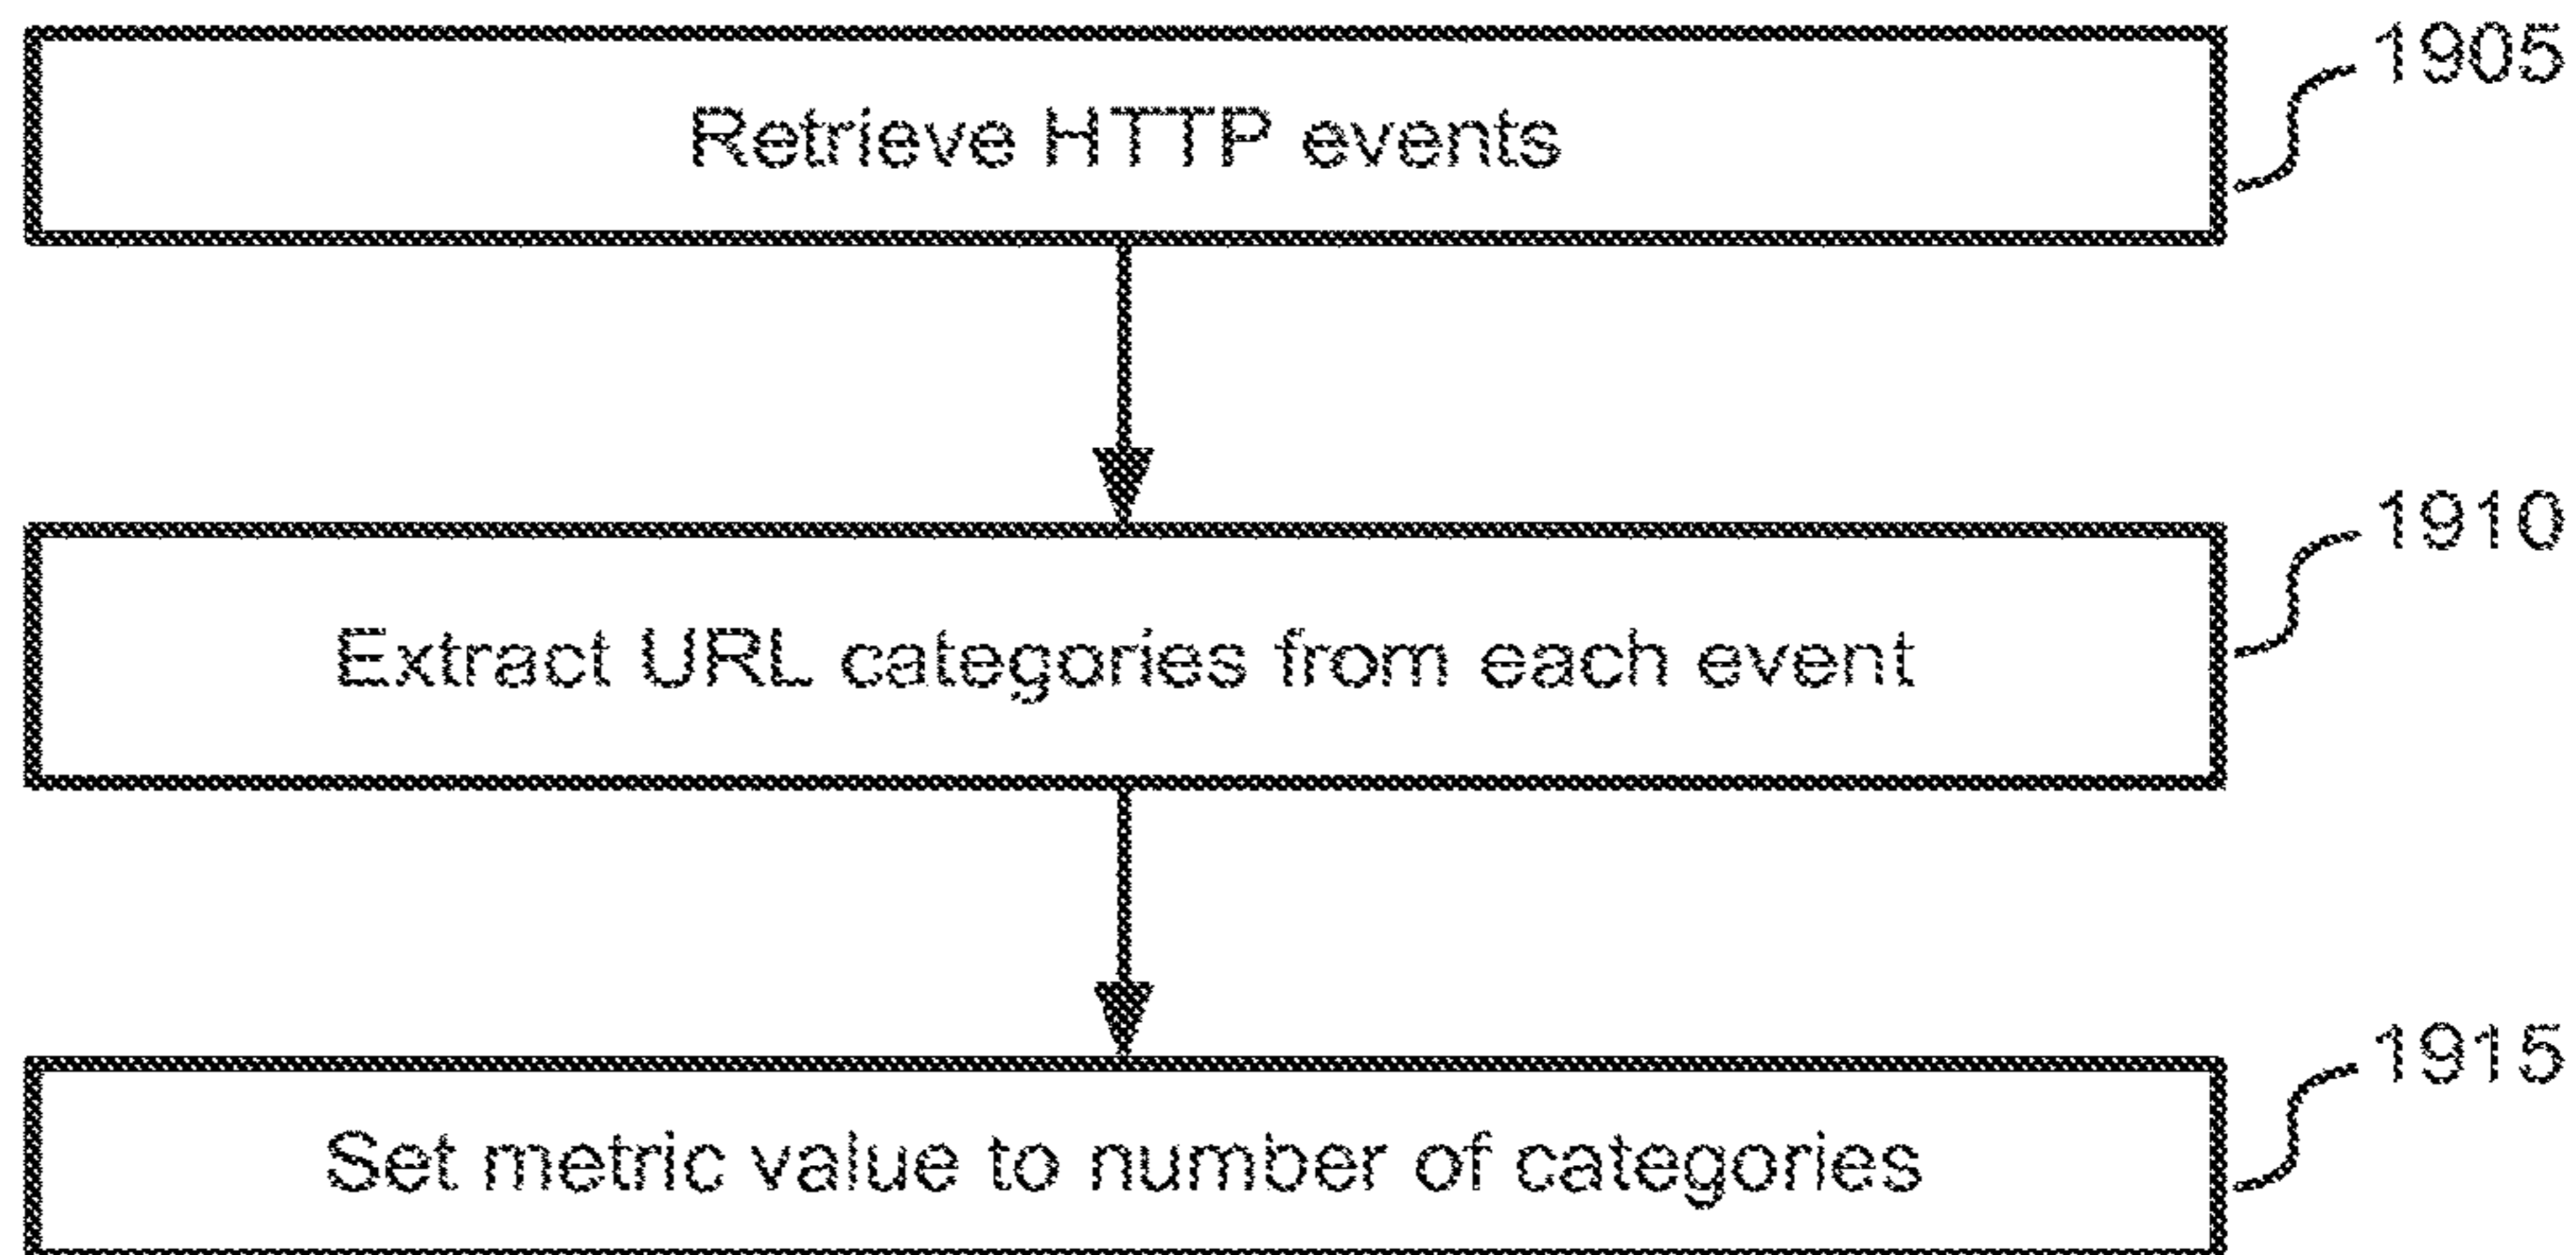 Retrieve HTTP events
1905
Extract URL categories from each event
1910
Set metric value to number of categories
1915